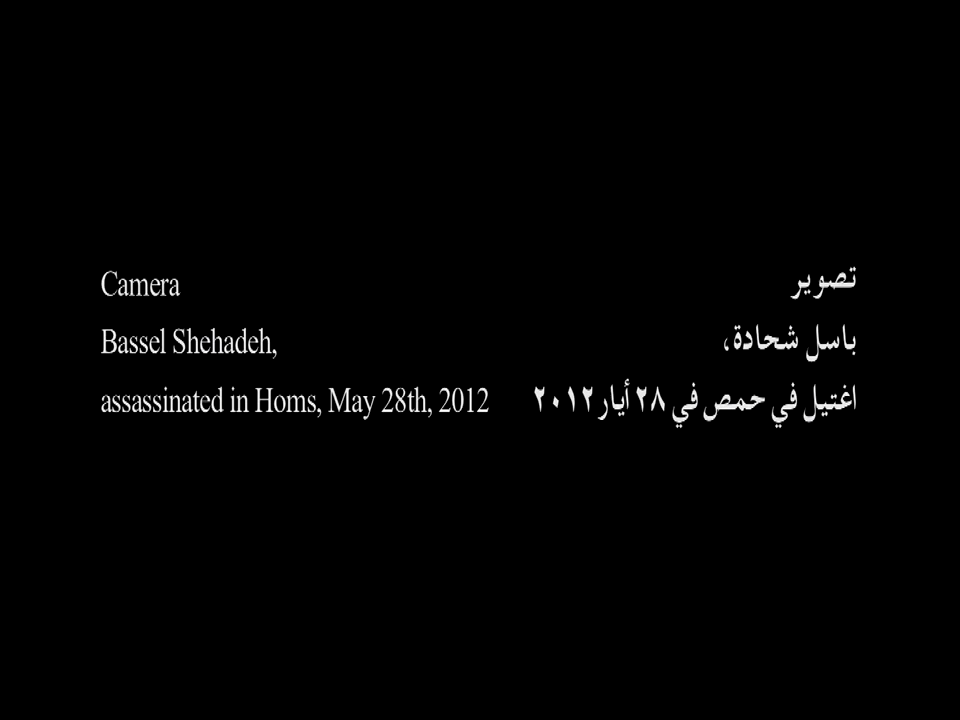 Camera
Bassel Shehadeh,
assassinated in Homs, May 28th, 2012
تصوير
باسل شحادة،
اغتيل في حمص في ٢٨ أيار ٢٠١٢